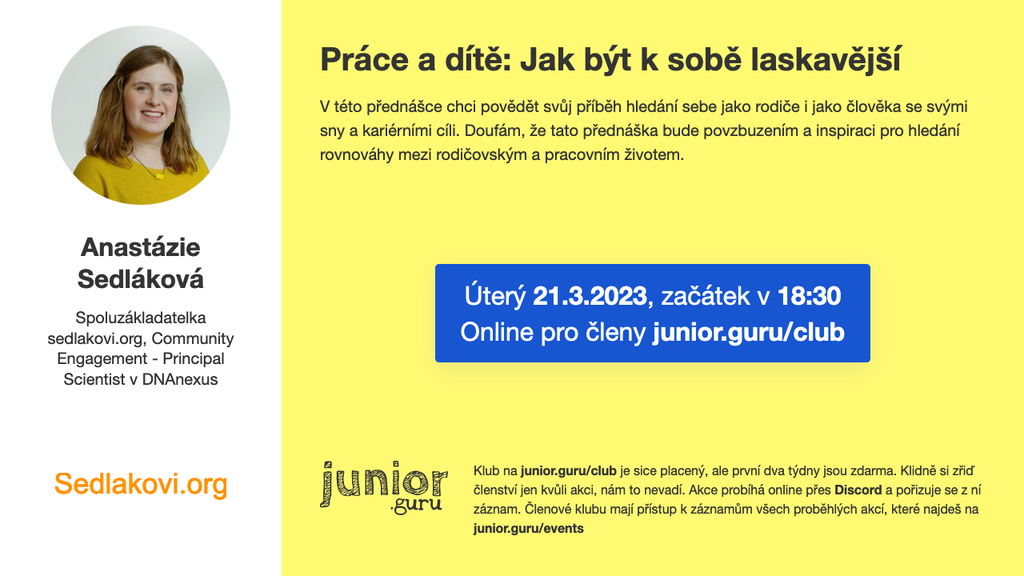 Anastázie
Sedláková
Spoluzákladatelka
sedlakovi.org, Community
Engagement - Principal
Scientist v DNAnexus
Sedlakovi.org
Práce a dítě: Jak být k sobě laskavější
V této přednášce chci povědět svůj příběh hledání sebe jako rodiče i jako člověka se svými
sny a kariérními cíli. Doufám, že tato přednáška bude povzbuzením a inspiraci pro hledání
rovnováhy mezi rodičovským a pracovním životem.
Úterý 21.3.2023, začátek v 18:30
Online pro členy junior.guru/club
junior
.guru
Klub na junior.guru/club je sice placený, ale první dva týdny jsou zdarma. Klidně si zřiď
členství jen kvůli akci, nám to nevadí. Akce probíhá online přes Discord a pořizuje se z ní
záznam. Členové klubu mají přístup k záznamům všech proběhlých akcí, které najdeš na
junior.guru/events